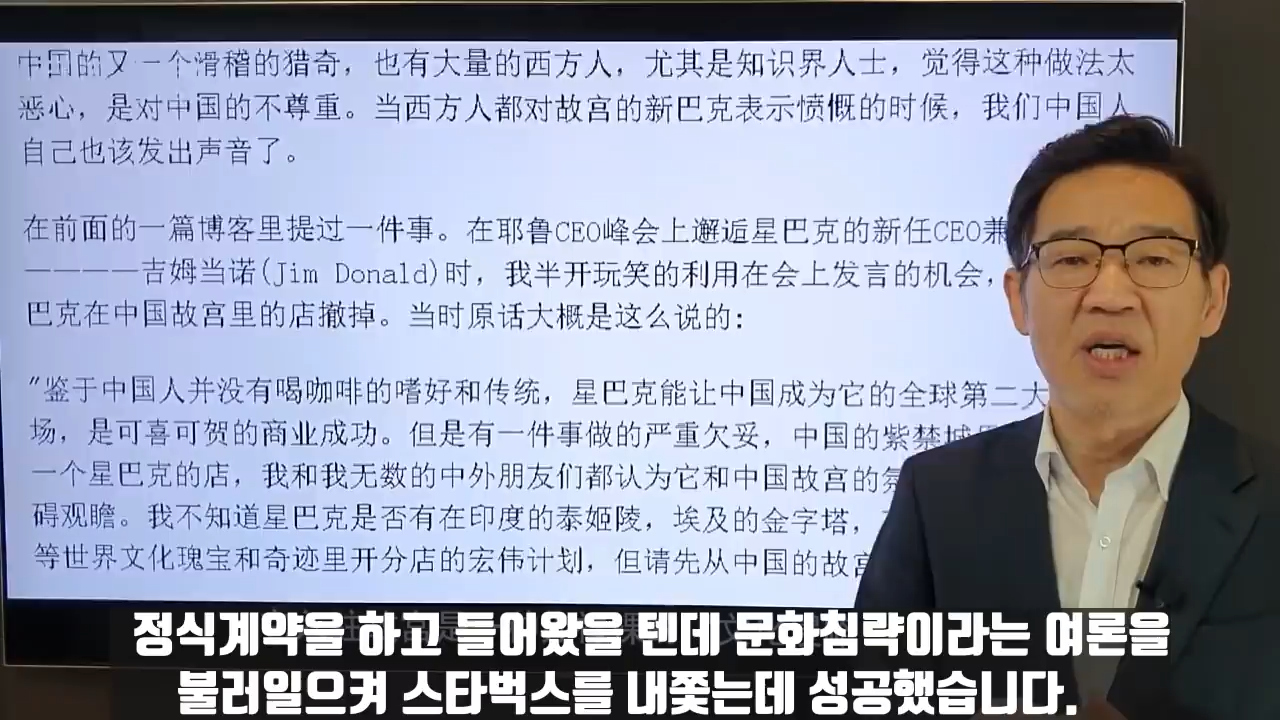 中国的又一个滑稽的猎奇，也有大量的西方人，尤其是知识界人士，觉得这种做法太
恶心，是对中国的不尊重。当西方人都对故宫的新巴克表示愤慨的时候，我们中国人
自己也该发出声音了。
在前面的一篇博客里提过一件事。在耶鲁CEO峰会上邂逅星巴克的新任CEO兼
————吉姆当诺(Jim Donald)时，我半开玩笑的利用在会上发言的机会，
巴克在中国故宫里的店撤掉。当时原话大概是这么说的：
"鉴于中国人并没有喝咖啡的嗜好和传统，星巴克能让中国成为它的全球第二大
场，是可喜可贺的商业成功。但是有一件事做的严重欠妥，中国的紫禁城里
一个星巴克的店，我和我无数的中外朋友们都认为它和中国故宫的氛
碍观瞻。我不知道星巴克是否有在印度的泰姬陵，埃及的金字塔，
等世界文化瑰宝和奇迹里开分店的宏伟计划，但请先从中国的故宫
정식계약을 하고 들어왔을 텐데 문화침략이라는 여론을
불러일으켜 스타벅스를 내쫓는데 성공했습니다.